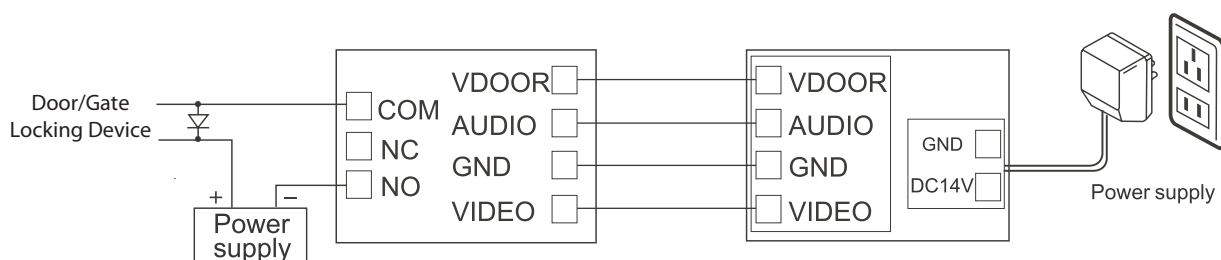 Door/Gate
Locking Device
+
−
Power
supply
COM
NC
NO
VDOOR
AUDIO
GND
VIDEO
VDOOR
AUDIO
GND
VIDEO
GND
DC14V
Power supply